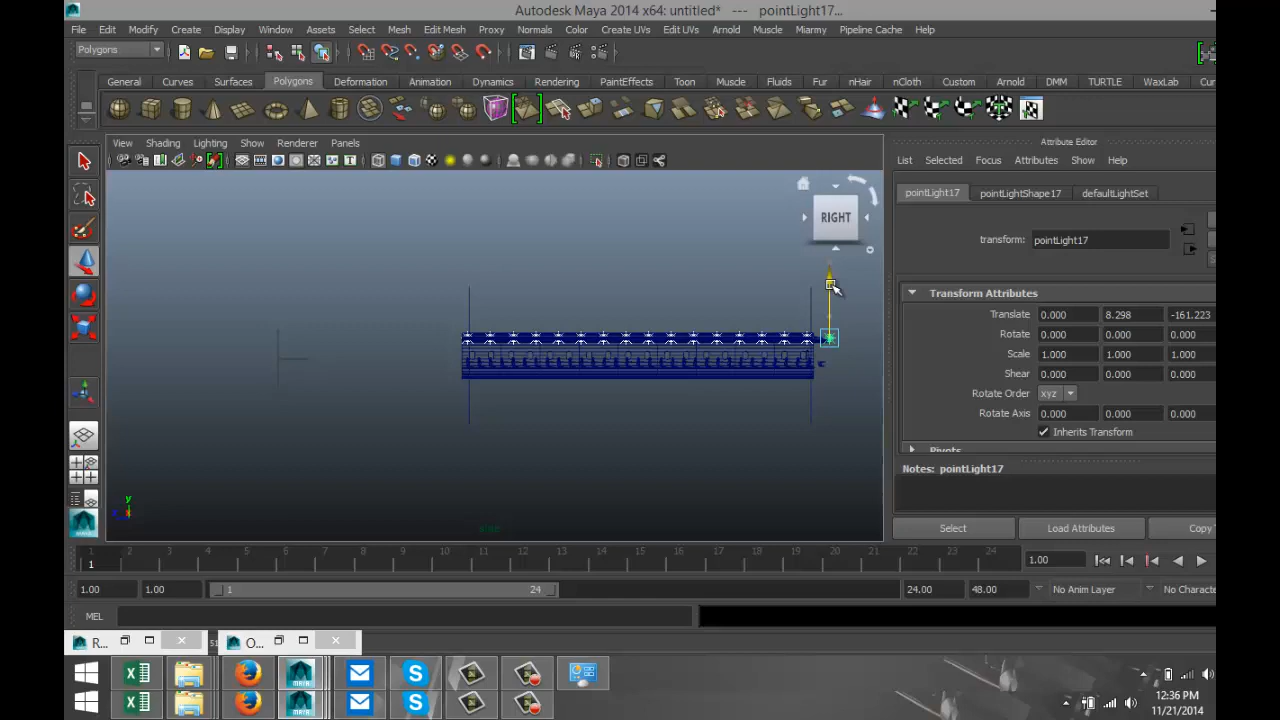 Autodesk Maya 2014 x64: untitled* --- pointLight17...
File Edit Modify Create Display Window Assets Select Mesh Edit Mesh Proxy Normals Color Create UVs Edit UVs Arnold Muscle Miarmy Pipeline Cache Help
Polygons
General Curves Surfaces Polygons Deformation Animation Dynamics Rendering PaintEffects Toon Muscle Fluids Fur nHair nCloth Custom Arnold DMM TURTLE WaxLab Cur
View Shading Lighting Show Renderer Panels
Attribute Editor
List Selected Focus Attributes Show Help
pointLight17 pointLightShape17 defaultLightSet
RIGHT
transform: pointLight17
Transform Attributes
Translate 0.000 8.298 -161.223
Rotate 0.000 0.000 0.000
Scale 1.000 1.000 1.000
Shear 0.000 0.000 0.000
Rotate Order xyz
Rotate Axis 0.000 0.000 0.000
Inherits Transform
Pivots
Notes: pointLight17
y
Select Load Attributes Copy
1 2 3 4 5 6 7 8 9 10 11 12 13 14 15 16 17 18 19 20 21 22 23 24
1 1.00
1.00 1.00 1 24 24.00 48.00 No Anim Layer No Characte
MEL
R... O...
12:36 PM
11/21/2014